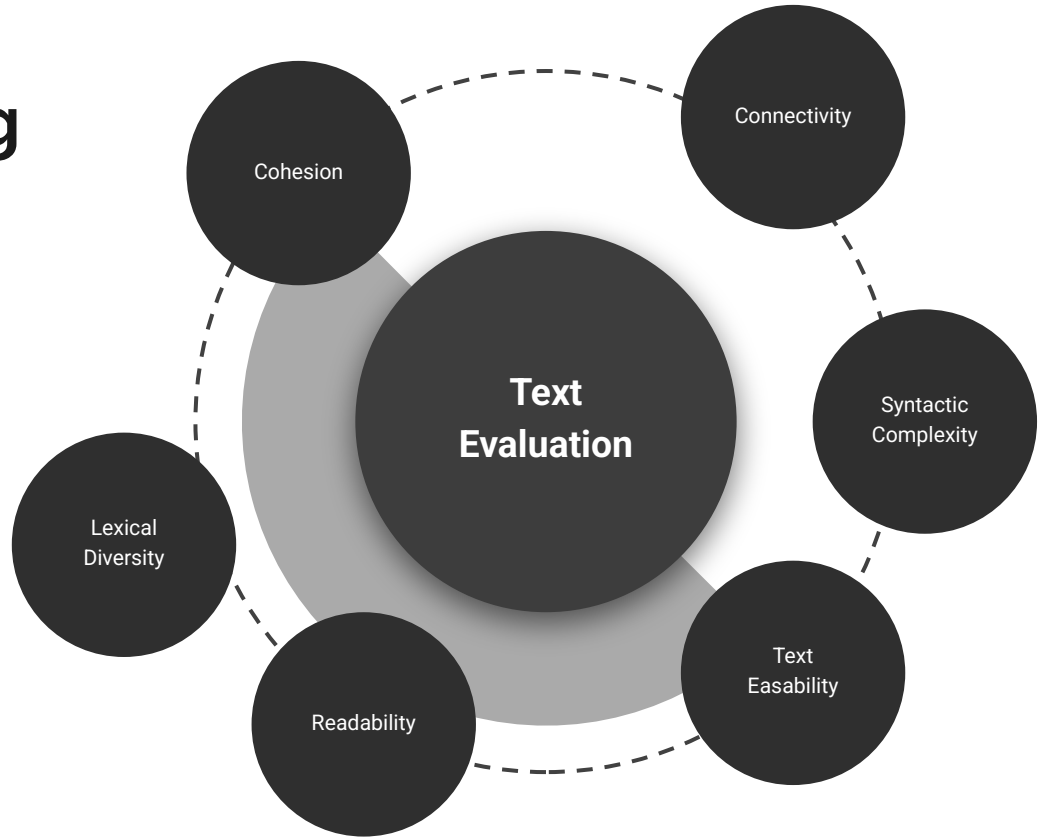 g
Cohesion
Connectivity
Text
Evaluation
Syntactic
Complexity
Lexical
Diversity
Text
Easability
Readability